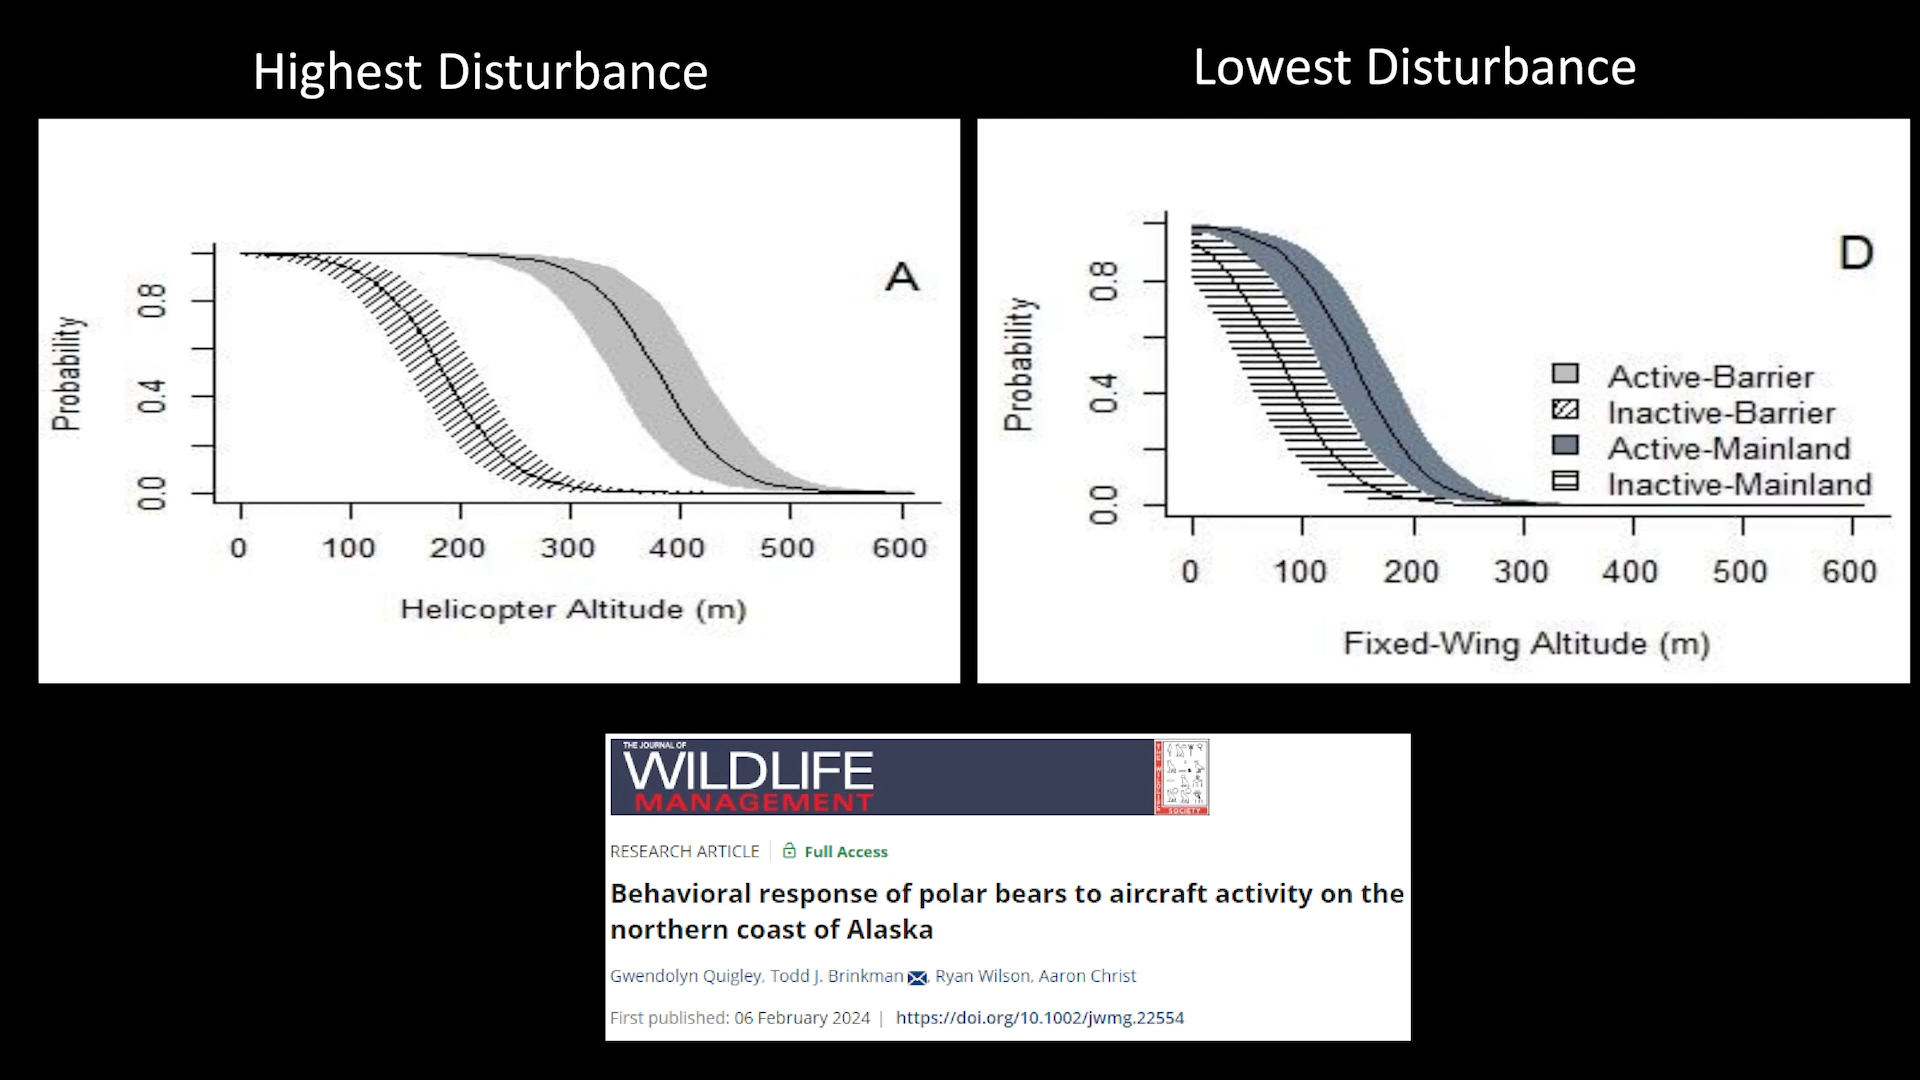 Highest Disturbance
Lowest Disturbance
A
Probability
0.8
0.4
0.0
0 100 200 300 400 500 600
Helicopter Altitude (m)
D
Probability
0.8
0.4
0.0
Active-Barrier
Inactive-Barrier
Active-Mainland
Inactive-Mainland
0 100 200 300 400 500 600
Fixed-Wing Altitude (m)
THE JOURNAL OF
WILDLIFE
MANAGEMENT
SOCIETY
RESEARCH ARTICLE | Full Access
Behavioral response of polar bears to aircraft activity on the
northern coast of Alaska
Gwendolyn Quigley, Todd J. Brinkman, Ryan Wilson, Aaron Christ
First published: 06 February 2024 | https://doi.org/10.1002/jwmg.22554